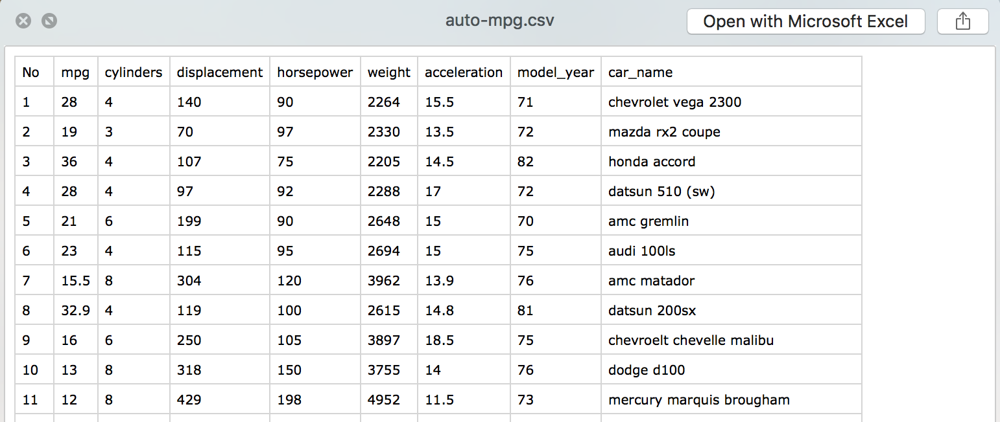 auto-mpg.csv Open with Microsoft Excel
No mpg cylinders displacement horsepower weight acceleration model_year car_name
1 28 4 140 90 2264 15.5 71 chevrolet vega 2300
2 19 3 70 97 2330 13.5 72 mazda rx2 coupe
3 36 4 107 75 2205 14.5 82 honda accord
4 28 4 97 92 2288 17 72 datsun 510 (sw)
5 21 6 199 90 2648 15 70 amc gremlin
6 23 4 115 95 2694 15 75 audi 100ls
7 15.5 8 304 120 3962 13.9 76 amc matador
8 32.9 4 119 100 2615 14.8 81 datsun 200sx
9 16 6 250 105 3897 18.5 75 chevroelt chevelle malibu
10 13 8 318 150 3755 14 76 dodge d100
11 12 8 429 198 4952 11.5 73 mercury marquis brougham